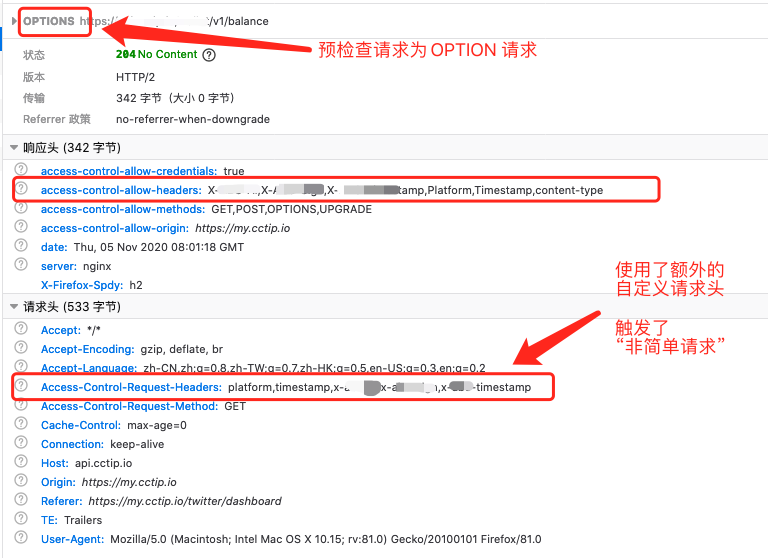 OPTIONS https:/ /v1/balance
预检查请求为 OPTION 请求
状态 204 No Content
版本 HTTP/2
传输 342 字节（大小 0 字节）
Referrer 政策 no-referrer-when-downgrade
响应头 (342 字节)
access-control-allow-credentials: true
access-control-allow-headers: X- ,X- ,X- tamp,Platform,Timestamp,content-type
access-control-allow-methods: GET,POST,OPTIONS,UPGRADE
access-control-allow-origin: https://my.cctip.io
date: Thu, 05 Nov 2020 08:01:18 GMT
server: nginx
X-Firefox-Spdy: h2
使用了额外的
自定义请求头
触发了
“非简单请求”
请求头 (533 字节)
Accept: */*
Accept-Encoding: gzip, deflate, br
Accept-Language: zh-CN,zh;q=0.8,zh-TW;q=0.7,zh-HK;q=0.5,en-US;q=0.3,en;q=0.2
Access-Control-Request-Headers: platform,timestamp,x- x- ,x- -timestamp
Access-Control-Request-Method: GET
Cache-Control: max-age=0
Connection: keep-alive
Host: api.cctip.io
Origin: https://my.cctip.io
Referer: https://my.cctip.io/twitter/dashboard
TE: Trailers
User-Agent: Mozilla/5.0 (Macintosh; Intel Mac OS X 10.15; rv:81.0) Gecko/20100101 Firefox/81.0